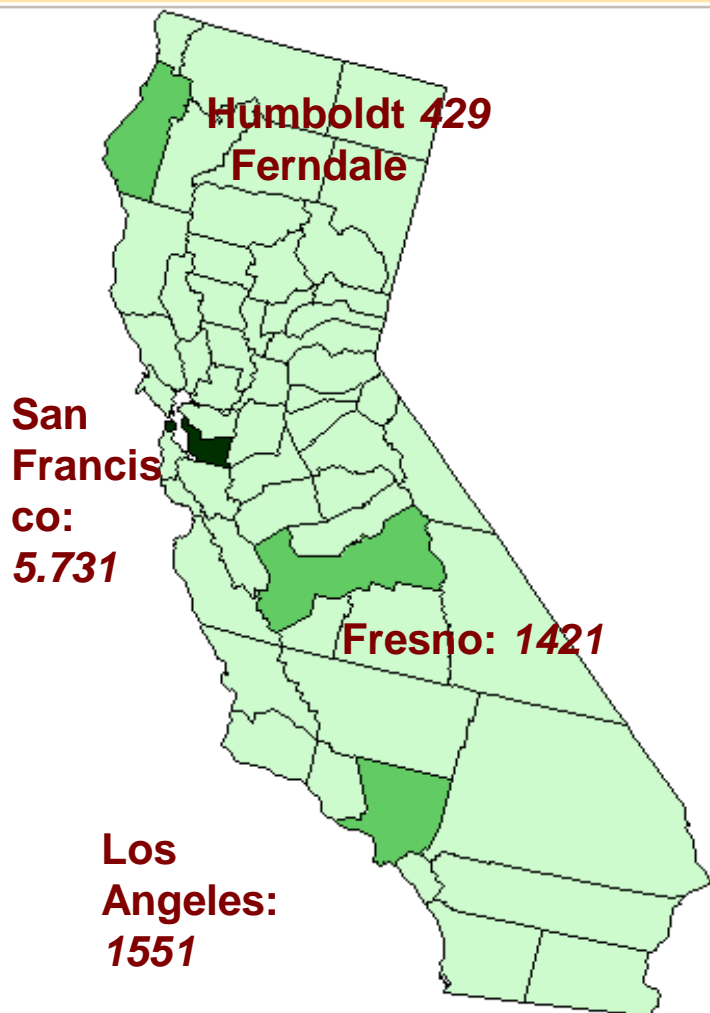 Humboldt 429
Ferndale
San
Francis
co:
5.731
Fresno: 1421
Los
Angeles:
1551